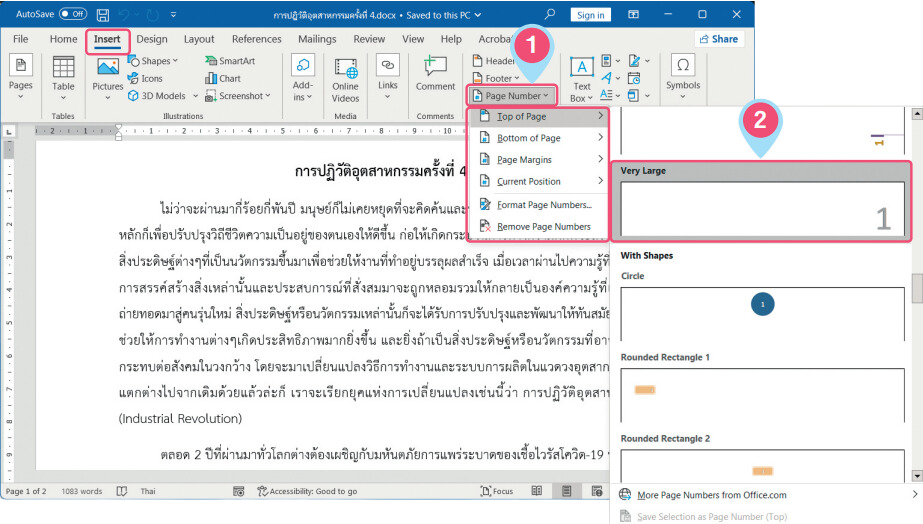 AutoSave Off การปฏิวัติอุตสาหกรรมครั้งที่ 4.docx • Saved to this PC Sign in
File Home Insert Design Layout References Mailings Review View Help Acroba Share
1
Pages
Table
Tables
Pictures
Shapes
Icons
3D Models
SmartArt
Chart
Screenshot
Illustrations
Add-ins
Online Videos
Media
Links
Comment
Comments
Header
Footer
Page Number
Text Box
Symbols
Top of Page
Bottom of Page
Page Margins
Current Position
Format Page Numbers...
Remove Page Numbers
2
1
Very Large
1
With Shapes
Circle
1
Rounded Rectangle 1
Rounded Rectangle 2
More Page Numbers from Office.com
Save Selection as Page Number (Top)
การปฏิวัติอุตสาหกรรมครั้งที่ 4
ไม่ว่าจะผ่านมากี่ร้อยกี่พันปี มนุษย์ก็ไม่เคยหยุดที่จะคิดค้นและ
หลักก็เพื่อปรับปรุงวิถีชีวิตความเป็นอยู่ของตนเองให้ดีขึ้น ก่อให้เกิดกระ
สิ่งประดิษฐ์ต่างๆที่เป็นนวัตกรรมขึ้นมาเพื่อช่วยให้งานที่ทำอยู่บรรลุผลสำเร็จ เมื่อเวลาผ่านไปความรู้ที่
การสรรค์สร้างสิ่งเหล่านั้นและประสบการณ์ที่สั่งสมมาจะถูกหลอมรวมให้กลายเป็นองค์ความรู้ที่
ถ่ายทอดมาสู่คนรุ่นใหม่ สิ่งประดิษฐ์หรือนวัตกรรมเหล่านั้นก็จะได้รับการปรับปรุงและพัฒนาให้ทันสมัย
ช่วยให้การทำงานต่างๆเกิดประสิทธิภาพมากยิ่งขึ้น และยิ่งถ้าเป็นสิ่งประดิษฐ์หรือนวัตกรรมที่อา
กระทบต่อสังคมในวงกว้าง โดยจะมาเปลี่ยนแปลงวิธีการทำงานและระบบการผลิตในแวดวงอุตสาห
แตกต่างไปจากเดิมด้วยแล้วล่ะก็ เราจะเรียกยุคแห่งการเปลี่ยนแปลงเช่นนี้ว่า การปฏิวัติอุตสาห
(Industrial Revolution)
ตลอด 2 ปีที่ผ่านมาทั่วโลกต่างต้องเผชิญกับมหันตภัยการแพร่ระบาดของเชื้อไวรัสโควิด-19
Page 1 of 2 1083 words Thai Accessibility: Good to go Focus